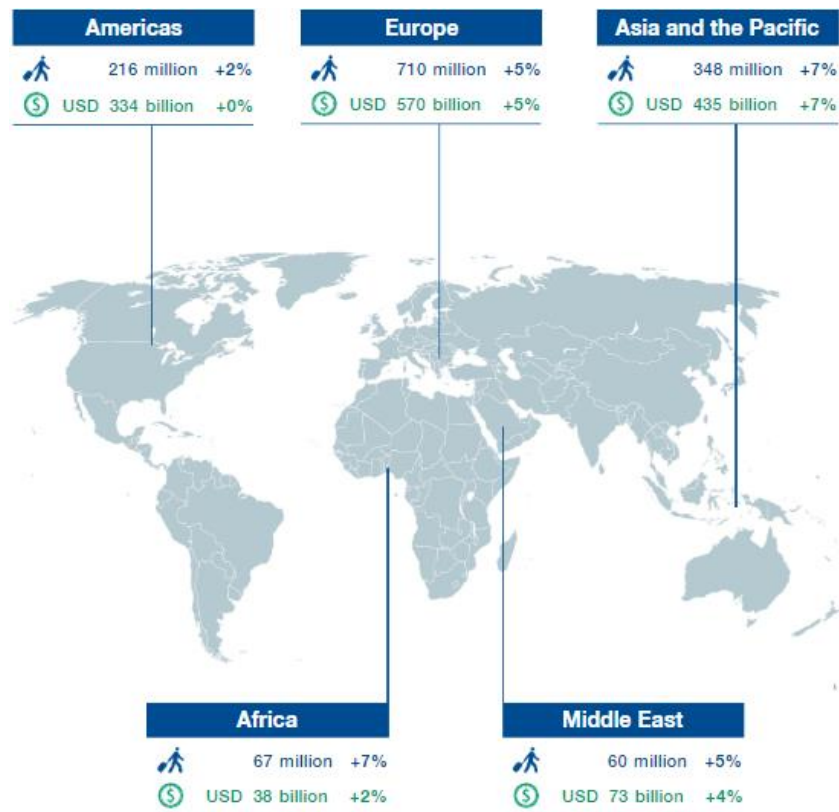 Americas
216 million +2%
USD 334 billion +0%
Europe
710 million +5%
USD 570 billion +5%
Asia and the Pacific
348 million +7%
USD 435 billion +7%
Africa
67 million +7%
USD 38 billion +2%
Middle East
60 million +5%
USD 73 billion +4%